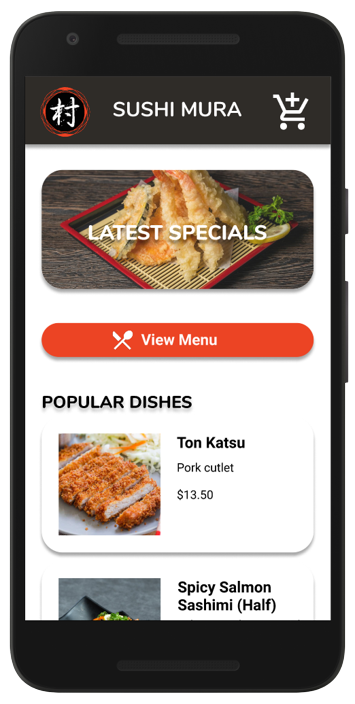 村
SUSHI MURA
LATEST SPECIALS
View Menu
POPULAR DISHES
Ton Katsu
Pork cutlet
$13.50
Spicy Salmon
Sashimi (Half)